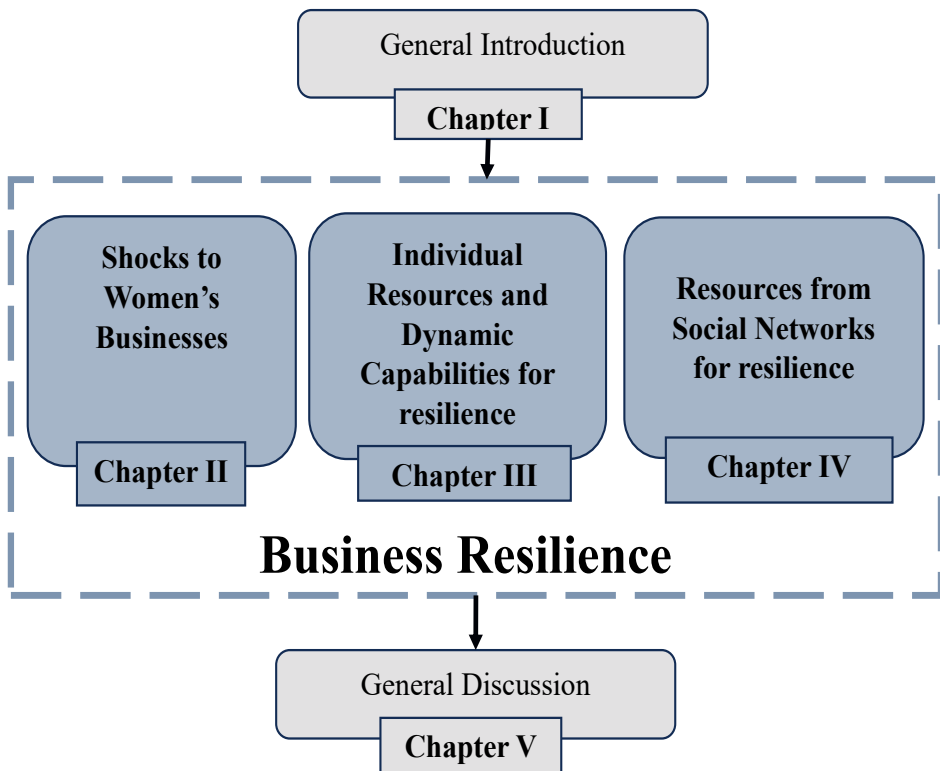 General Introduction
Chapter I
Shocks to
Women’s
Businesses
Chapter II
Individual
Resources and
Dynamic
Capabilities for
resilience
Chapter III
Resources from
Social Networks
for resilience
Chapter IV
Business Resilience
General Discussion
Chapter V